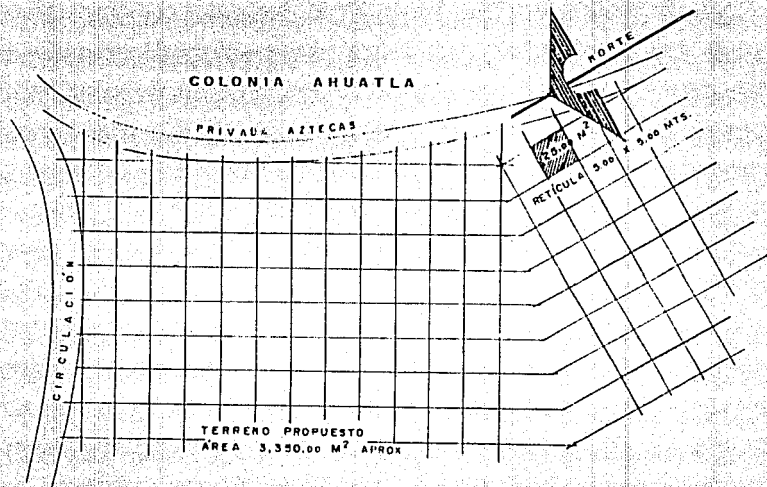 NORTE
COLONIA AHUATLA
PRIVADA AZTECAS
25.00 M²
RETÍCULA 5.00 X 5.00 MTS.
CIRCULACIÓN
TERRENO PROPUESTO
ÁREA 3,350.00 M² APROX